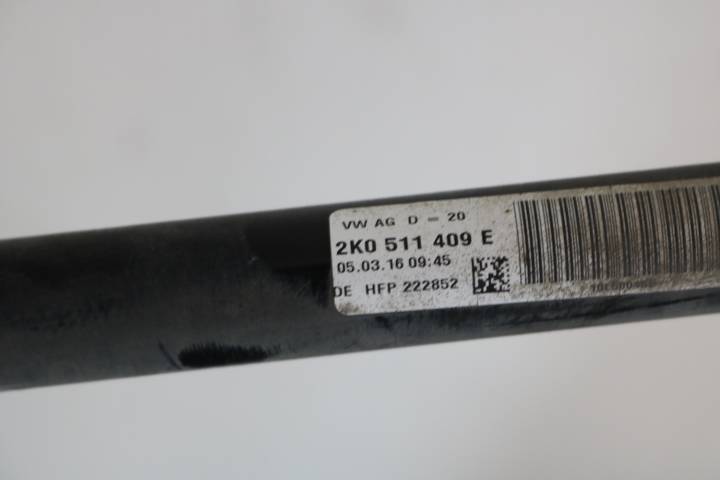 VW AG D - 20
2K0 511 409 E
05.03.16 09:45
DE HFP 222852